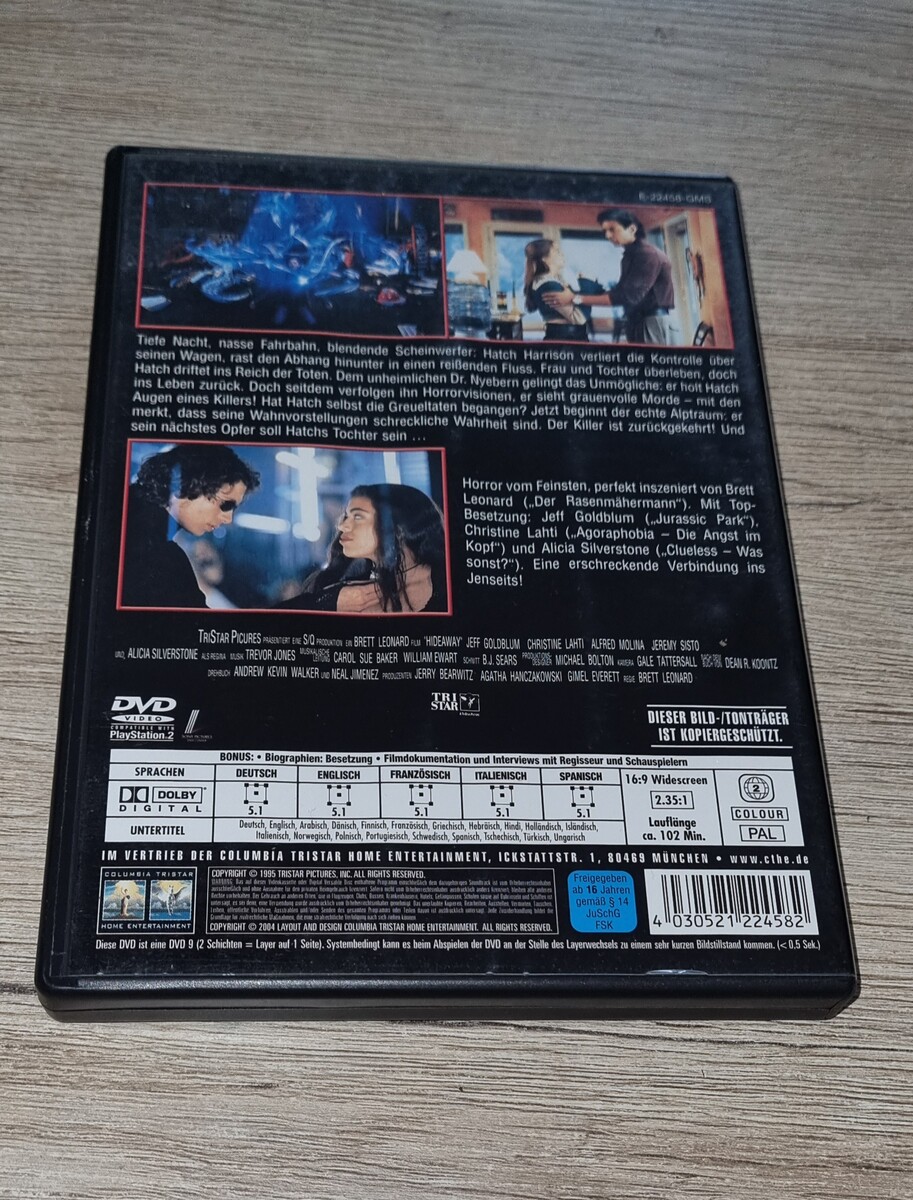 E-22458-GMS
Tiefe Nacht, nasse Fahrbahn, blendende Scheinwerfer: Hatch Harrison verliert die Kontrolle über
seinen Wagen, rast den Abhang hinunter in einen reißenden Fluss. Frau und Tochter überleben, doch
Hatch driftet ins Reich der Toten. Dem unheimlichen Dr. Nyebern gelingt das Unmögliche: er holt Hatch
ins Leben zurück. Doch seitdem verfolgen ihn Horrorvisionen, er sieht grauenvolle Morde – mit den
Augen eines Killers! Hat Hatch selbst die Greueltaten begangen? Jetzt beginnt der echte Alptraum: er
merkt, dass seine Wahnvorstellungen schreckliche Wahrheit sind. Der Killer ist zurückgekehrt! Und
sein nächstes Opfer soll Hatchs Tochter sein ...
Horror vom Feinsten, perfekt inszeniert von Brett
Leonard („Der Rasenmähermann"). Mit Top-
Besetzung: Jeff Goldblum („Jurassic Park"),
Christine Lahti („Agoraphobia – Die Angst im
Kopf") und Alicia Silverstone („Clueless – Was
sonst?"). Eine erschreckende Verbindung ins
Jenseits!
TRISTAR PICURES PRÄSENTIERT EINE S/Q PRODUKTION EIN BRETT LEONARD FILM "HIDEAWAY" JEFF GOLDBLUM CHRISTINE LAHTI ALFRED MOLINA JEREMY SISTO
UND ALICIA SILVERSTONE ALS REGINA MUSIK TREVOR JONES MUSIKALISCHE LEITUNG CAROL SUE BAKER WILLIAM EWART SCHNITT B.J. SEARS PRODUKTIONS-DESIGNER MICHAEL BOLTON KAMERA GALE TATTERSALL NACH DEM BUCH VON DEAN R. KOONTZ
DREHBUCH ANDREW KEVIN WALKER UND NEAL JIMENEZ PRODUZENTEN JERRY BEARWITZ AGATHA HANCZAKOWSKI GIMEL EVERETT REGIE BRETT LEONARD
DVD
VIDEO
COMPATIBLE WITH
PlayStation.2
TRI
STAR
DIESER BILD-/TONTRÄGER
IST KOPIERGESCHÜTZT.
BONUS: • Biographien: Besetzung • Filmdokumentation und Interviews mit Regisseur und Schauspielern
SPRACHEN DEUTSCH ENGLISCH FRANZÖSISCH ITALIENISCH SPANISCH
DOLBY
DIGITAL
5.1 5.1 5.1 5.1 5.1
UNTERTITEL
Deutsch, Englisch, Arabisch, Dänisch, Finnisch, Französisch, Griechisch, Hebräisch, Hindi, Holländisch, Isländisch,
Italienisch, Norwegisch, Polnisch, Portugiesisch, Schwedisch, Spanisch, Tschechisch, Türkisch, Ungarisch
16:9 Widescreen
2.35:1
Lauflänge
ca. 102 Min.
2
COLOUR
PAL
IM VERTRIEB DER COLUMBIA TRISTAR HOME ENTERTAINMENT, ICKSTATTSTR. 1, 80469 MÜNCHEN • www.cthe.de
COLUMBIA TRISTAR
HOME ENTERTAINMENT
COPYRIGHT © 1995 TRISTAR PICTURES, INC. ALL RIGHTS RESERVED.
COPYRIGHT © 2004 LAYOUT AND DESIGN COLUMBIA TRISTAR HOME ENTERTAINMENT. ALL RIGHTS RESERVED.
Freigegeben
ab 16 Jahren
gemäß § 14
JuSchG
FSK
4 030521 224582
Diese DVD ist eine DVD 9 (2 Schichten = Layer auf 1 Seite). Systembedingt kann es beim Abspielen der DVD an der Stelle des Layerwechsels zu einem sehr kurzen Bildstillstand kommen. (< 0.5 Sek.)